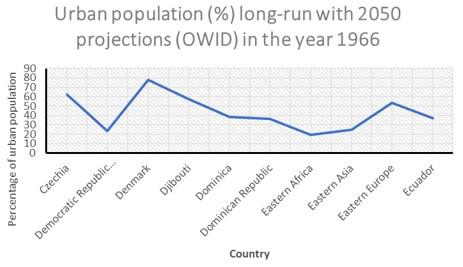 Urban population (%) long-run with 2050
projections (OWID) in the year 1966
Percentage of urban population
90
80
70
60
50
40
30
20
10
0
Czechia
Democratic Republic...
Denmark
Djibouti
Dominica
Dominican Republic
Eastern Africa
Eastern Asia
Eastern Europe
Ecuador
Country